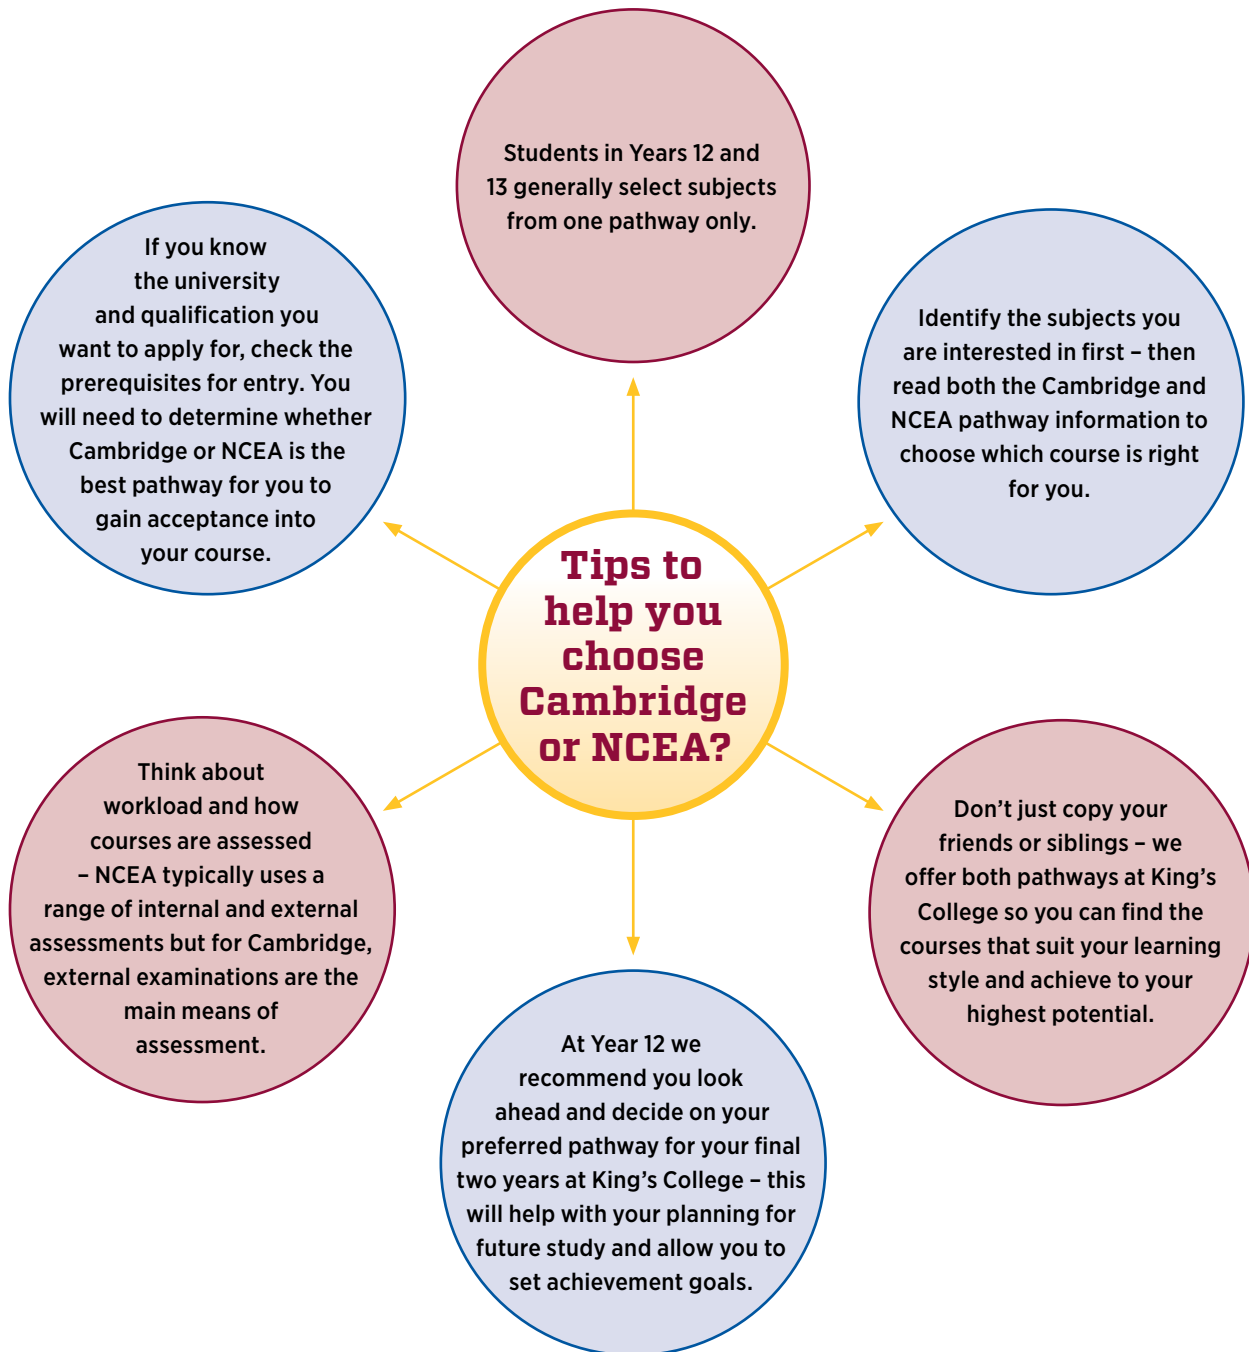 Students in Years 12 and
13 generally select subjects
from one pathway only.
If you know
the university
and qualification you
want to apply for, check the
prerequisites for entry. You
will need to determine whether
Cambridge or NCEA is the
best pathway for you to
gain acceptance into
your course.
Identify the subjects you
are interested in first – then
read both the Cambridge and
NCEA pathway information to
choose which course is right
for you.
Tips to
help you
choose
Cambridge
or NCEA?
Think about
workload and how
courses are assessed
– NCEA typically uses a
range of internal and external
assessments but for Cambridge,
external examinations are the
main means of
assessment.
Don’t just copy your
friends or siblings – we
offer both pathways at King’s
College so you can find the
courses that suit your learning
style and achieve to your
highest potential.
At Year 12 we
recommend you look
ahead and decide on your
preferred pathway for your final
two years at King’s College – this
will help with your planning for
future study and allow you to
set achievement goals.